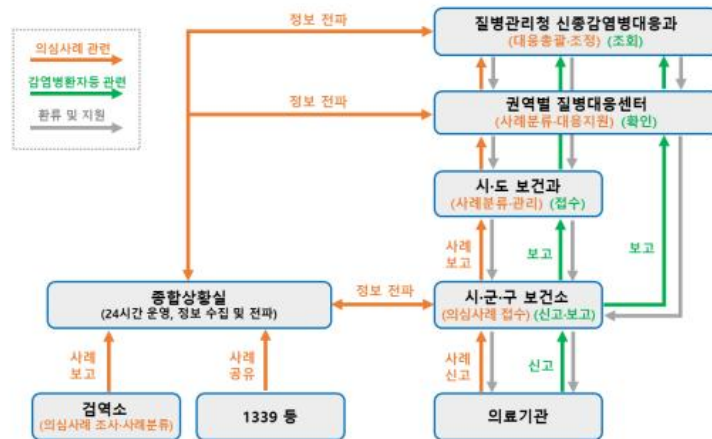 의심사례 관련
감염병환자등 관련
환류 및 지원
정보 전파
질병관리청 신종감염병대응과
(대응총괄·조정) (조회)
정보 전파
권역별 질병대응센터
(사례분류·대응지원) (확인)
시·도 보건과
(사례분류·관리) (접수)
사례
보고
보고
보고
종합상황실
(24시간 운영, 정보 수집 및 전파)
정보 전파
시·군·구 보건소
(의심사례 접수) (신고·보고)
사례
보고
사례
공유
사례
신고
신고
검역소
(의심사례 조사·사례분류)
1339 등
의료기관